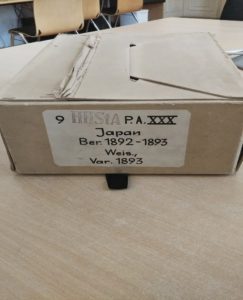 9 HHStA P.A. XXX
Japan
Ber. 1892-1893
Weis.,
Var. 1893